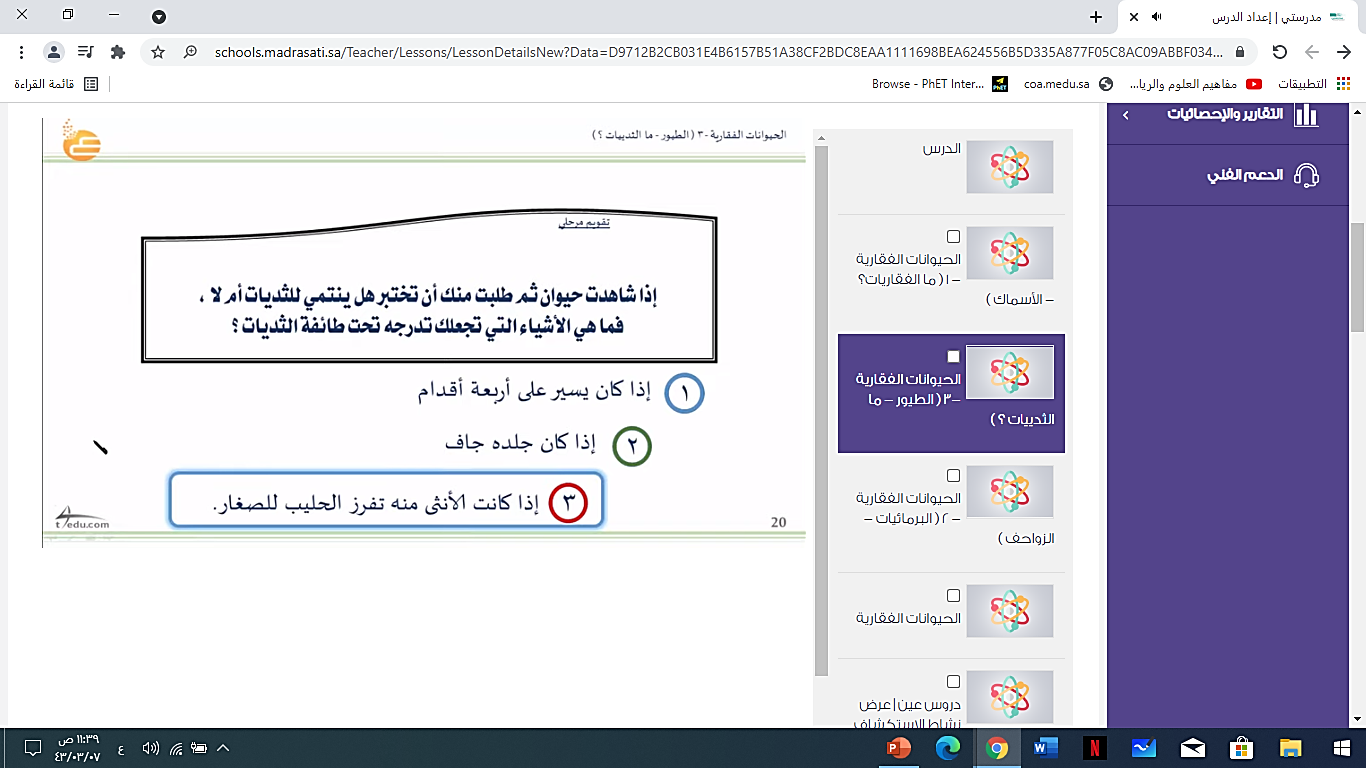 مدرستي | إعداد الدرس
schools.madrasati.sa/Teacher/Lessons/LessonDetailsNew?Data=D9712B2CB031E4B6157B51A38CF2BDC8EAA1111698BEA624556B5D335A877F05C8AC09ABBF034...
التطبيقات
مفاهيم العلوم والريا...
coa.medu.sa
Browse - PhET Inter...
قائمة القراءة
التقارير والإحصائيات
الدعم الفني
الدرس
الحيوانات الفقارية
-١ ( ما الفقاريات؟
- الأسماك )
الحيوانات الفقارية
-٣ ( الطيور - ما
الثدييات ؟ )
الحيوانات الفقارية
-٢ ( البرمائيات -
الزواحف )
الحيوانات الفقارية
دروس عين | عرض
نشاط الاستكشاف
الحيوانات الفقارية -٣ ( الطيور - ما الثدييات ؟ )
تقويم مرحلي
إذا شاهدت حيوان ثم طلبت منك أن تختبر هل ينتمي للثديات أم لا ،
فما هي الأشياء التي تجعلك تدرجه تحت طائفة الثديات ؟
١ إذا كان يسير على أربعة أقدام
٢ إذا كان جلده جاف
٣ إذا كانت الأنثى منه تفرز الحليب للصغار.
t4edu.com
20
١١:٣٩ ص
٤٣/٠٣/٠٧
ع